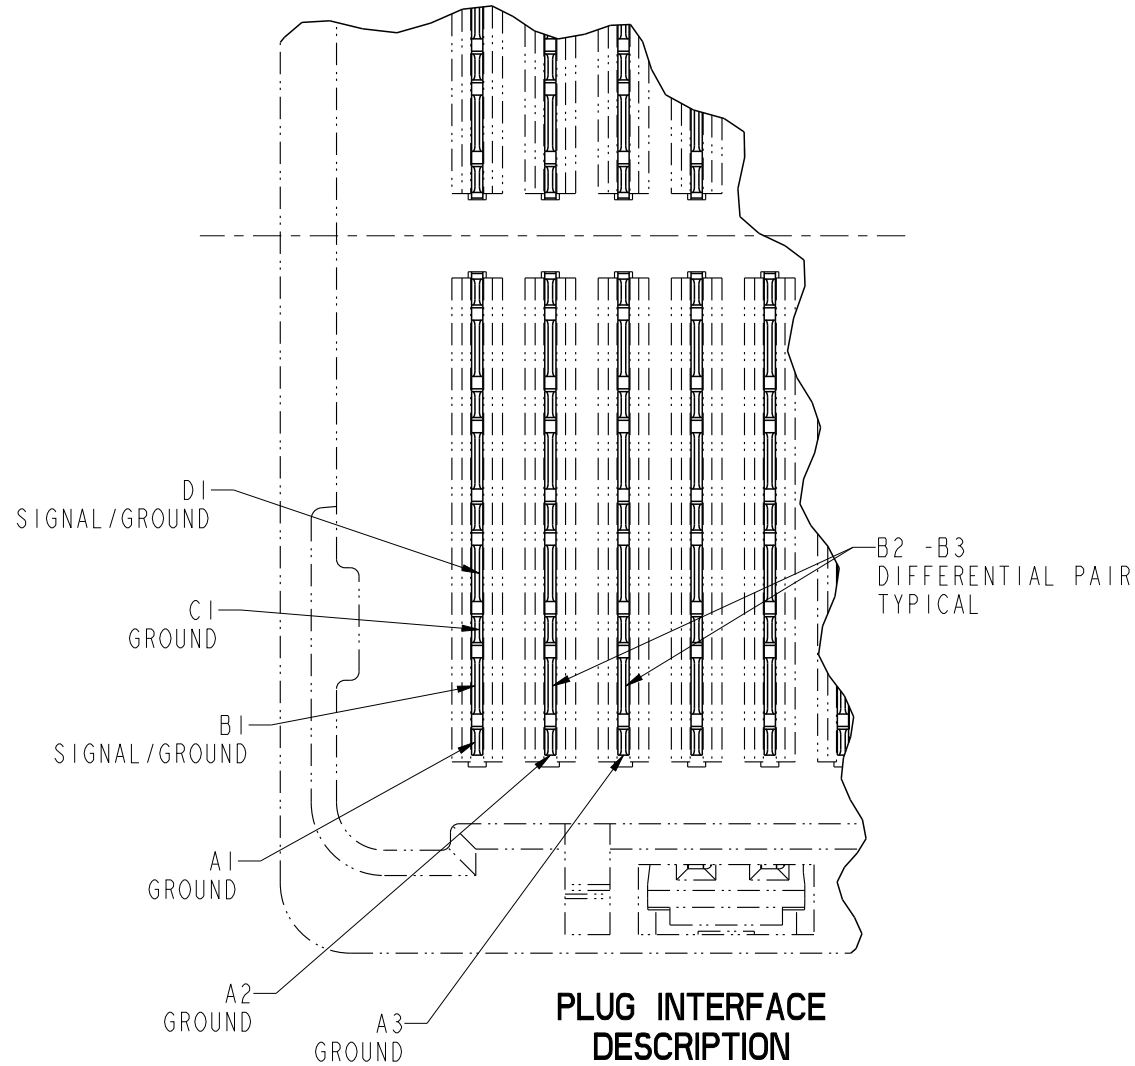 D1
SIGNAL/GROUND
C1
GROUND
B1
SIGNAL/GROUND
A1
GROUND
A2
GROUND
A3
GROUND
B2 -B3
DIFFERENTIAL PAIR
TYPICAL
PLUG INTERFACE
DESCRIPTION